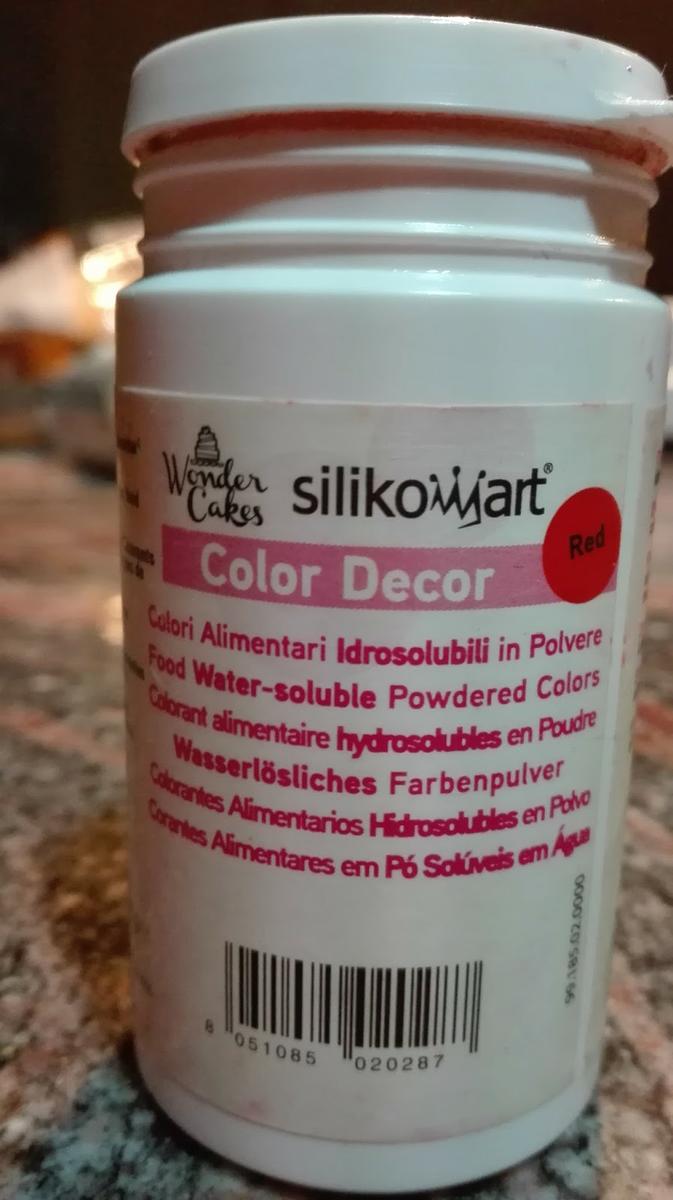 Wonder
Cakes
silikomart®
Red
Color Decor
Colori Alimentari Idrosolubili in Polvere
Food Water-soluble Powdered Colors
Colorant alimentaire hydrosolubles en Poudre
Wasserlösliches Farbenpulver
Colorantes Alimentarios Hidrosolubles en Polvo
Corantes Alimentares em Pó Solúveis em Água
99.185.02.0000
8 051085 020287